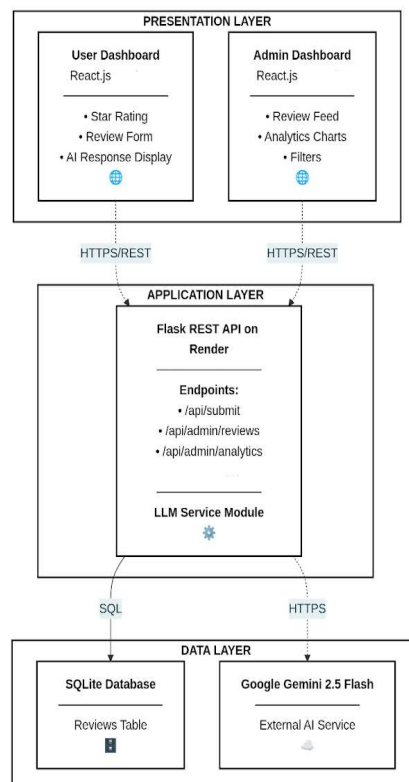 PRESENTATION LAYER
User Dashboard
React.js
• Star Rating
• Review Form
• AI Response Display
Admin Dashboard
React.js
• Review Feed
• Analytics Charts
• Filters
HTTPS/REST
HTTPS/REST
APPLICATION LAYER
Flask REST API on
Render
Endpoints:
• /api/submit
• /api/admin/reviews
• /api/admin/analytics
LLM Service Module
SQL
HTTPS
DATA LAYER
SQLite Database
Reviews Table
Google Gemini 2.5 Flash
External AI Service